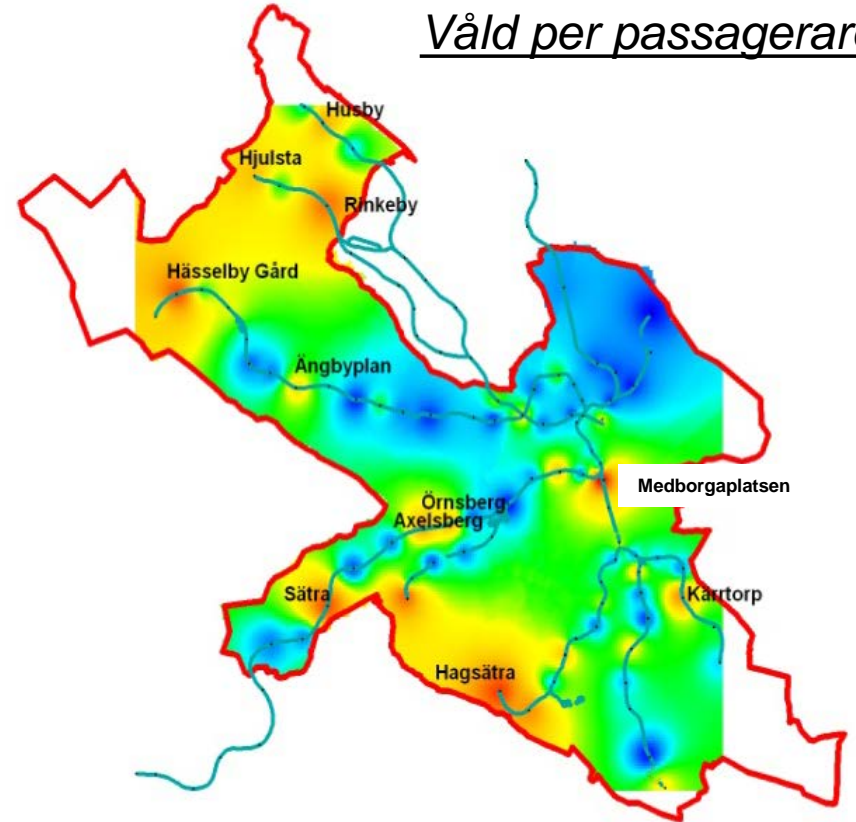 Våld per passagerare
Husby
Hjulsta
Rinkeby
Hässelby Gård
Ängbyplan
Medborgaplatsen
Örnsberg
Axelsberg
Sätra
Kärrtorp
Hagsätra